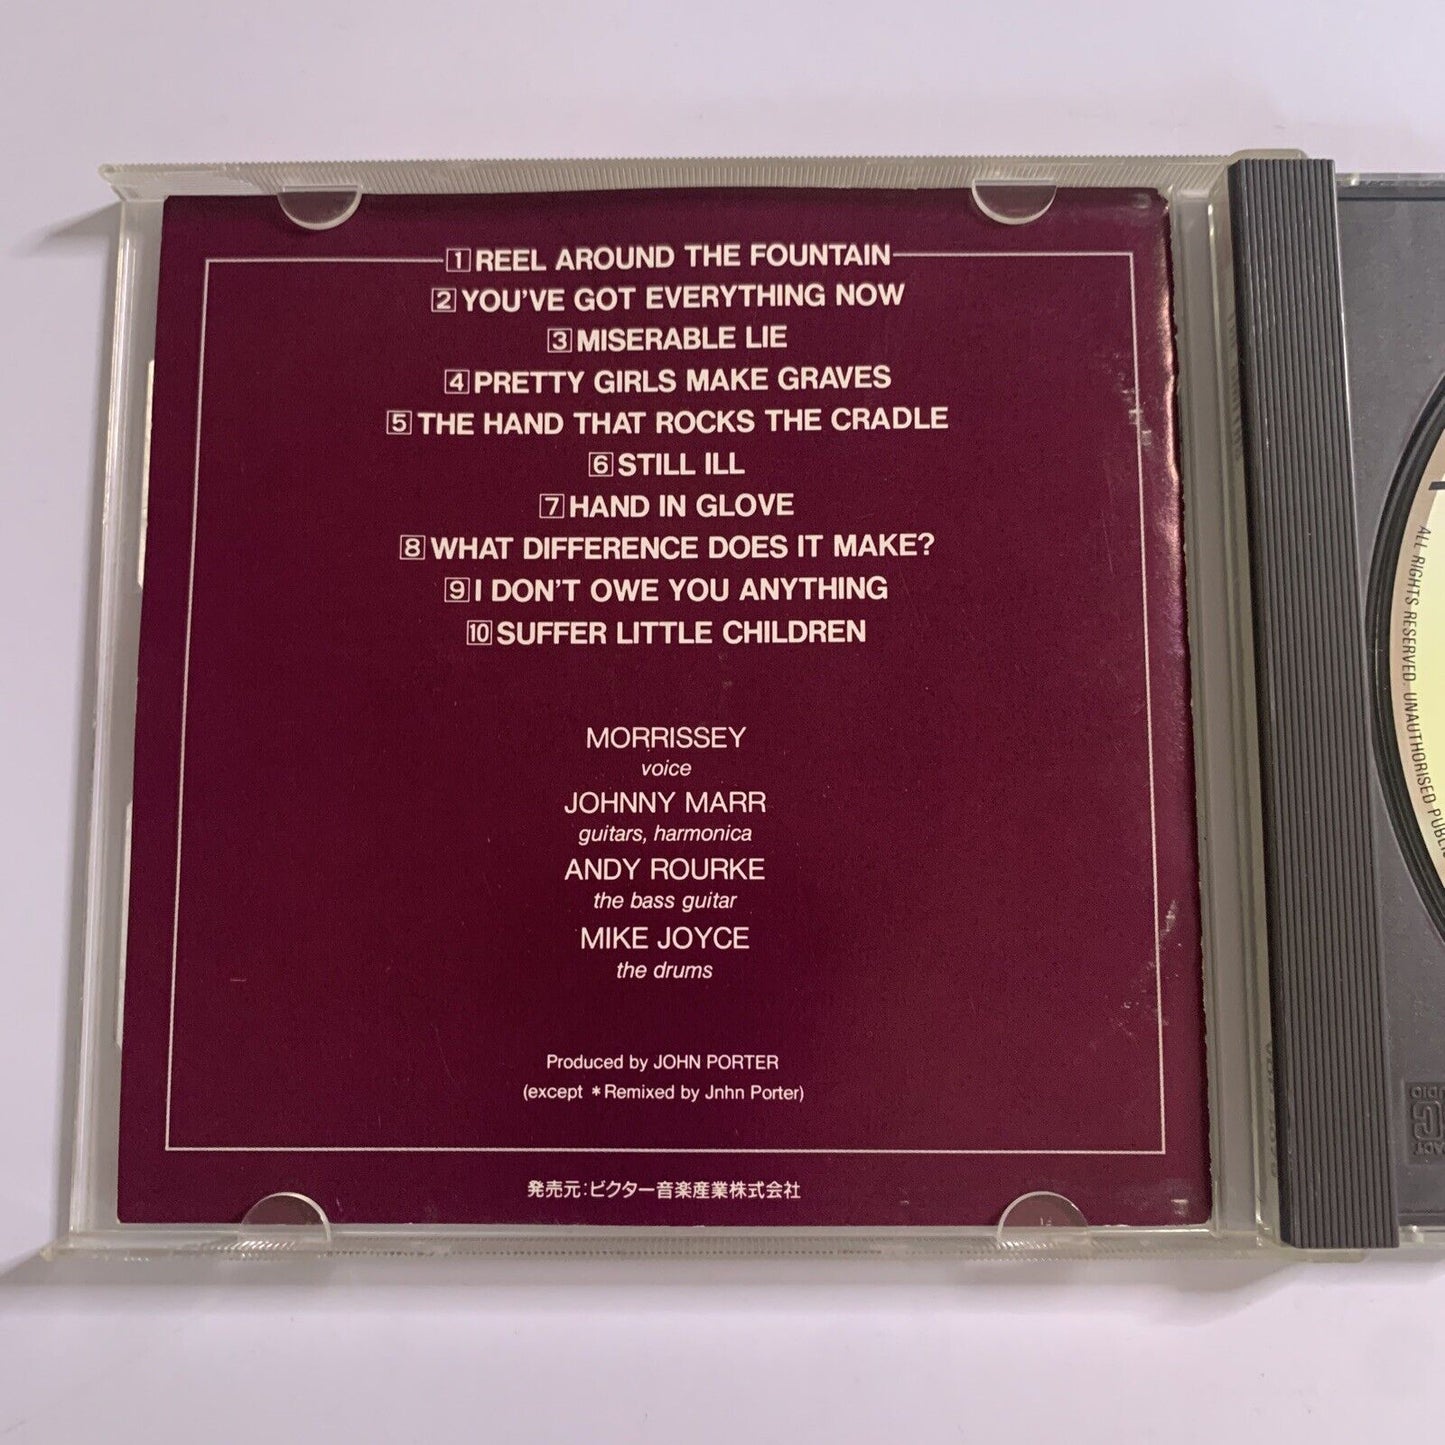 1 REEL AROUND THE FOUNTAIN
2 YOU'VE GOT EVERYTHING NOW
3 MISERABLE LIE
4 PRETTY GIRLS MAKE GRAVES
5 THE HAND THAT ROCKS THE CRADLE
6 STILL ILL
7 HAND IN GLOVE
8 WHAT DIFFERENCE DOES IT MAKE?
9 I DON'T OWE YOU ANYTHING
10 SUFFER LITTLE CHILDREN
MORRISSEY
voice
JOHNNY MARR
guitars, harmonica
ANDY ROURKE
the bass guitar
MIKE JOYCE
the drums
Produced by JOHN PORTER
(except *Remixed by Jnhn Porter)
発売元:ビクター音楽産業株式会社
ALL RIGHTS RESERVED. UNAUTHORISED